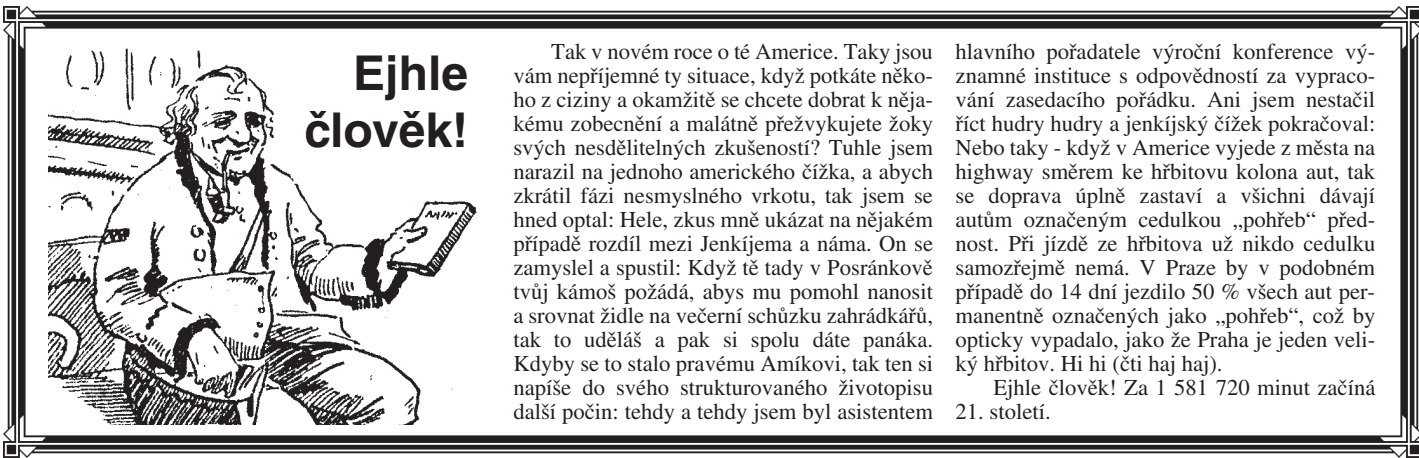 Ejhle
člověk!
Tak v novém roce o té Americe. Taky jsou
vám nepříjemné ty situace, když potkáte něko-
ho z ciziny a okamžitě se chcete dobrat k něja-
kému zobecnění a malátně přežvykujete žoky
svých nesdělitelných zkušeností? Tuhle jsem
narazil na jednoho amerického čížka, a abych
zkrátil fázi nesmyslného vrkotu, tak jsem se
hned optal: Hele, zkus mně ukázat na nějakém
případě rozdíl mezi Jenkíjema a náma. On se
zamyslel a spustil: Když tě tady v Posránkově
tvůj kámoš požádá, abys mu pomohl nanosit
a srovnat židle na večerní schůzku zahrádkářů,
tak to uděláš a pak si spolu dáte panáka.
Kdyby se to stalo pravému Amíkovi, tak ten si
napíše do svého strukturovaného životopisu
další počin: tehdy a tehdy jsem byl asistentem
hlavního pořadatele výroční konference vý-
znamné instituce s odpovědností za vypraco-
vání zasedacího pořádku. Ani jsem nestačil
říct hudry hudry a jenkíjský čížek pokračoval:
Nebo taky - když v Americe vyjede z města na
highway směrem ke hřbitovu kolona aut, tak
se doprava úplně zastaví a všichni dávají
autům označeným cedulkou „pohřeb“ před-
nost. Při jízdě ze hřbitova už nikdo cedulku
samozřejmě nemá. V Praze by v podobném
případě do 14 dní jezdilo 50 % všech aut per-
manentně označených jako „pohřeb“, což by
opticky vypadalo, jako že Praha je jeden veli-
ký hřbitov. Hi hi (čti haj haj).
Ejhle člověk! Za 1 581 720 minut začíná
21. století.